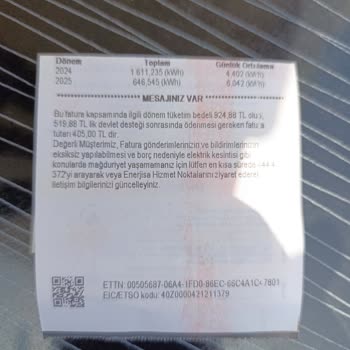 Dönem Toplam Günlük Ortalama
2024 1.611,235 (kWh) 4,402 (kWh)
2025 646,545 (kWh) 6,042 (kWh)
MESAJINIZ VAR
Bu fatura kapsamında ilgili dönem tüketim bedeli 924,88 TL olup,
519,88 TL lik devlet desteği sonrasında ödenmesi gereken fatura
tutarı 405,00 TL dir.
Değerli Müşterimiz, Fatura gönderimlerinizin ve bildirimlerinizin
eksiksiz yapılabilmesi ve borç nedeniyle elektrik kesintisi gibi
konularda mağduriyet yaşamamanız için lütfen en kısa sürede 444 4
372'yi arayarak veya Enerjisa Hizmet Noktalarını ziyaret ederek
iletişim bilgilerinizi güncelleyiniz.
ETTN: 00505687-06A4-1FD0-86EC-66C4A1C47801
EIC/ETSO kodu: 40Z0000421211379